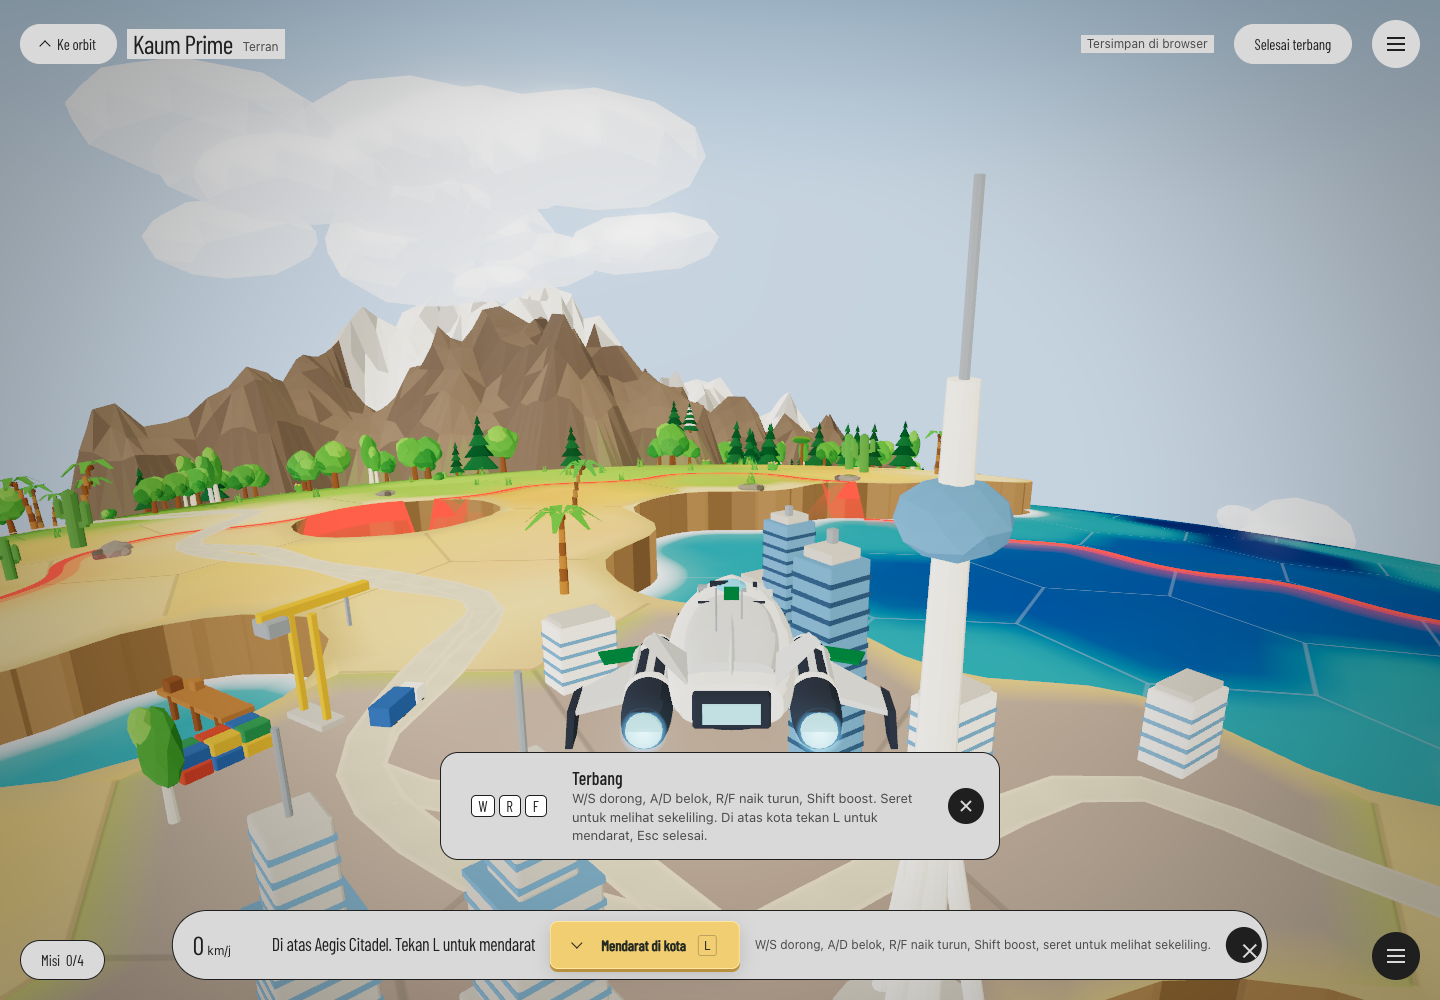 Ke orbit
Kaum Prime Terran
Tersimpan di browser
Selesai terbang
W R F
Terbang
W/S dorong, A/D belok, R/F naik turun, Shift boost. Seret
untuk melihat sekeliling. Di atas kota tekan L untuk
mendarat, Esc selesai.
Misi 0/4
0 km/j
Di atas Aegis Citadel. Tekan L untuk mendarat
Mendarat di kota L
W/S dorong, A/D belok, R/F naik turun, Shift boost, seret untuk melihat sekeliling.